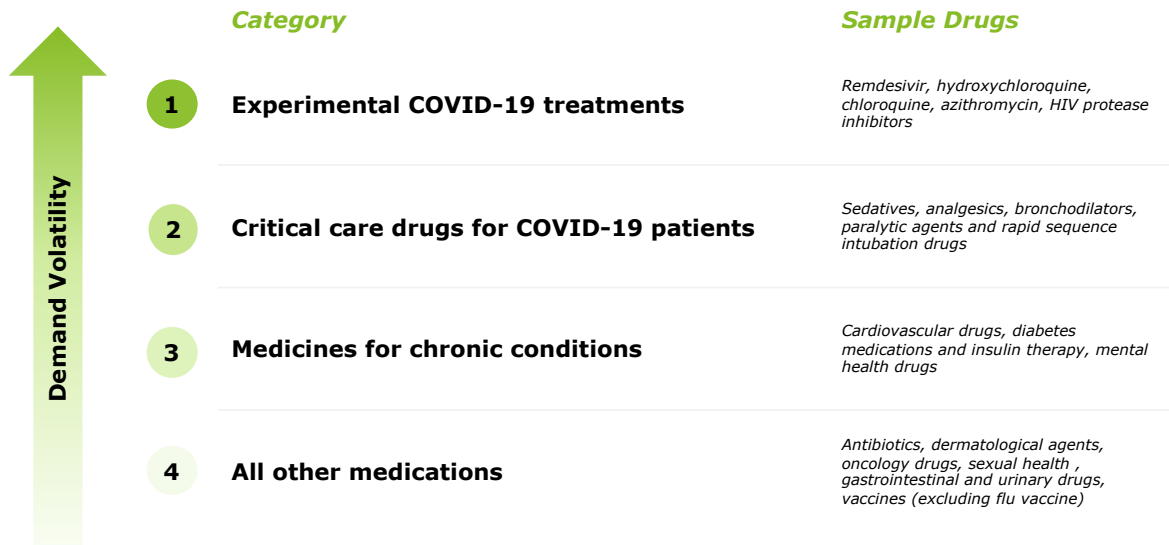 Category
Sample Drugs
Demand Volatility
1
Experimental COVID-19 treatments
Remdesivir, hydroxychloroquine,
chloroquine, azithromycin, HIV protease
inhibitors
2
Critical care drugs for COVID-19 patients
Sedatives, analgesics, bronchodilators,
paralytic agents and rapid sequence
intubation drugs
3
Medicines for chronic conditions
Cardiovascular drugs, diabetes
medications and insulin therapy, mental
health drugs
4
All other medications
Antibiotics, dermatological agents,
oncology drugs, sexual health ,
gastrointestinal and urinary drugs,
vaccines (excluding flu vaccine)